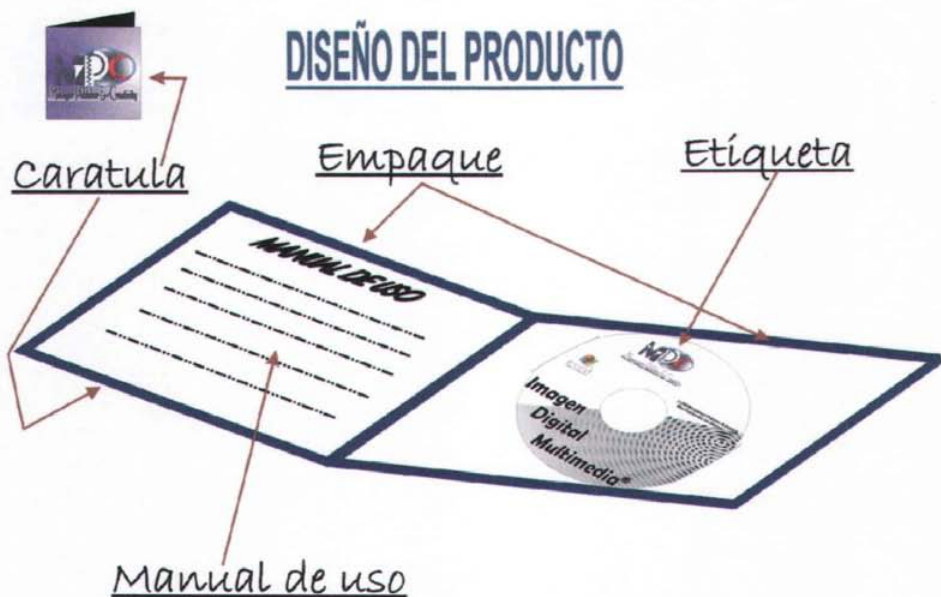 DISEÑO DEL PRODUCTO
Caratula
Empaque
Etiqueta
MANUAL DE USO
Imagen
Digital
Multimedia®
Manual de uso